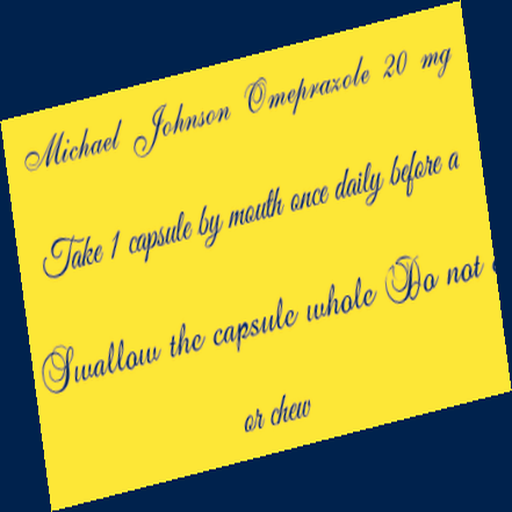 Michael Johnson Omeprazole 20 mg
Take 1 capsule by mouth once daily before a
Swallow the capsule whole Do not
or chew